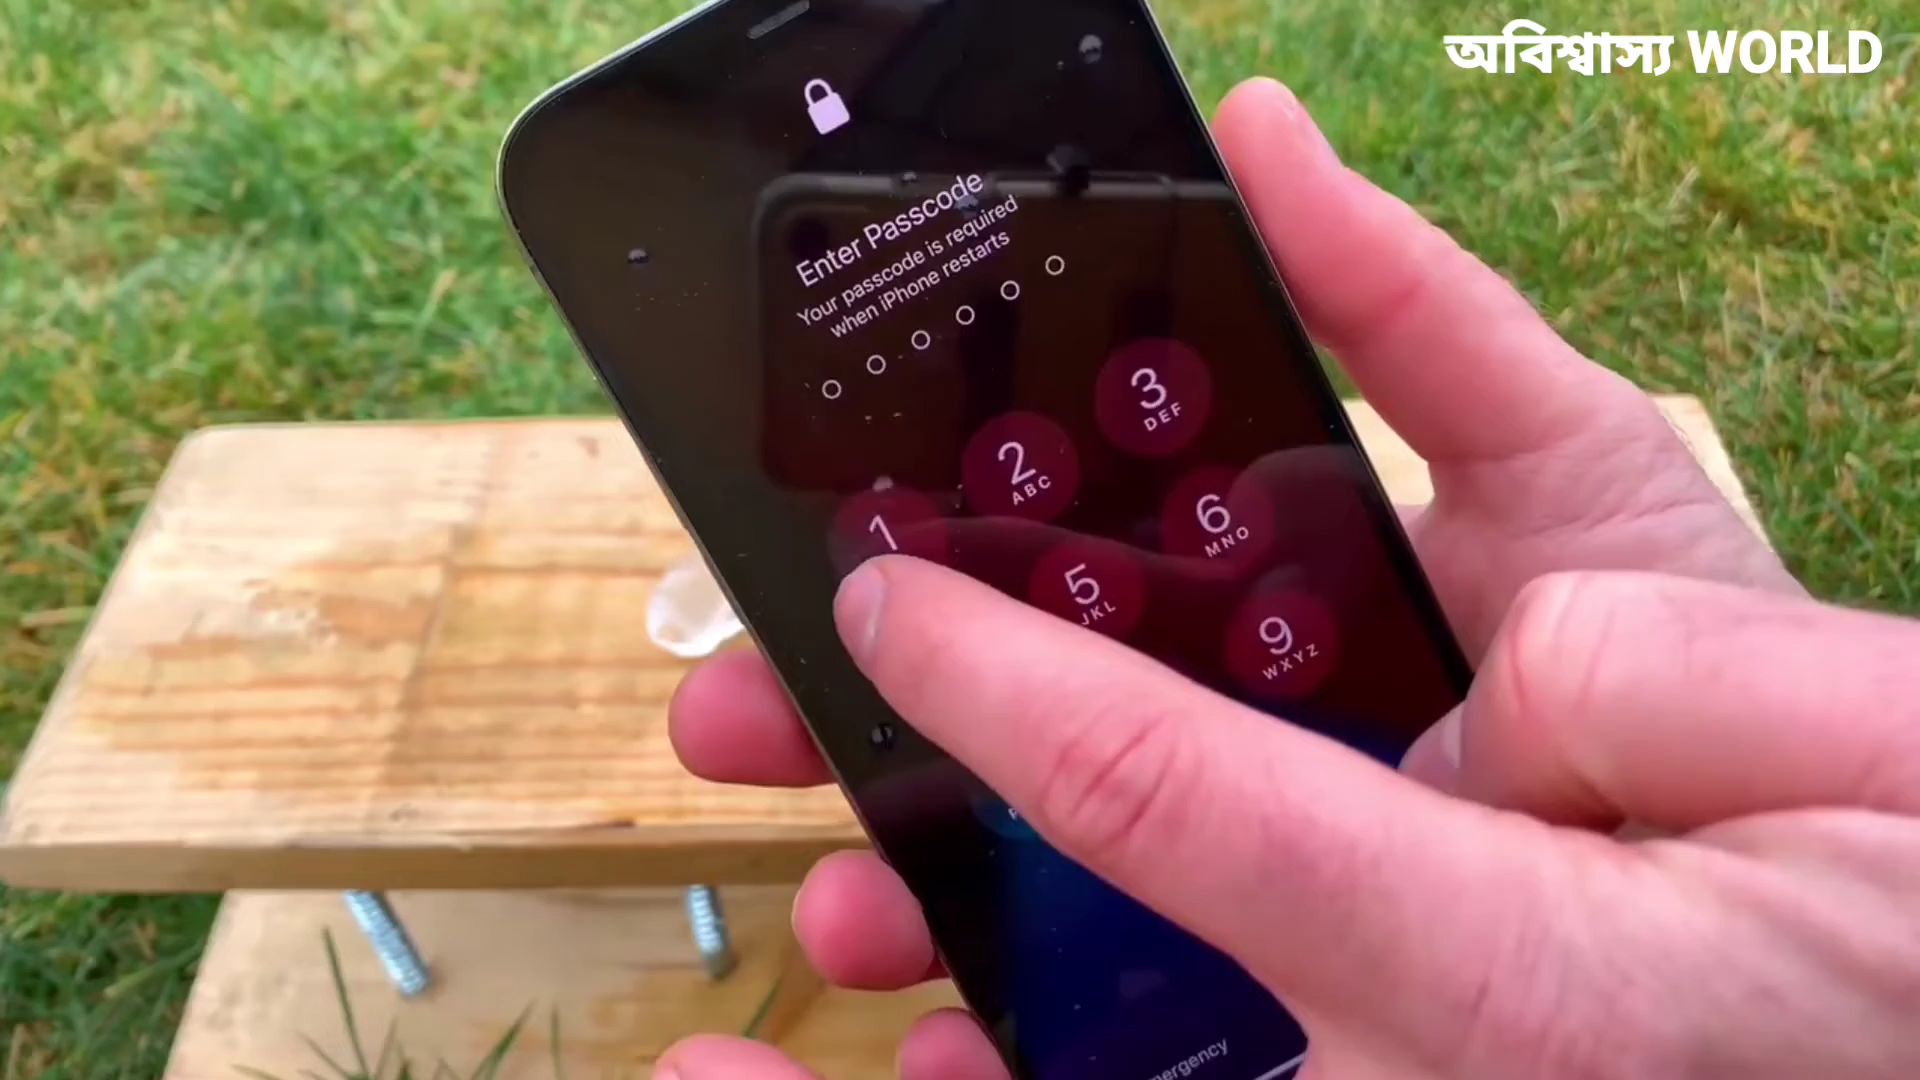 অবিশ্বাস্য WORLD
Enter Passcode
Your passcode is required
when iPhone restarts
1
2
ABC
3
DEF
5
JKL
6
MNO
9
WXYZ